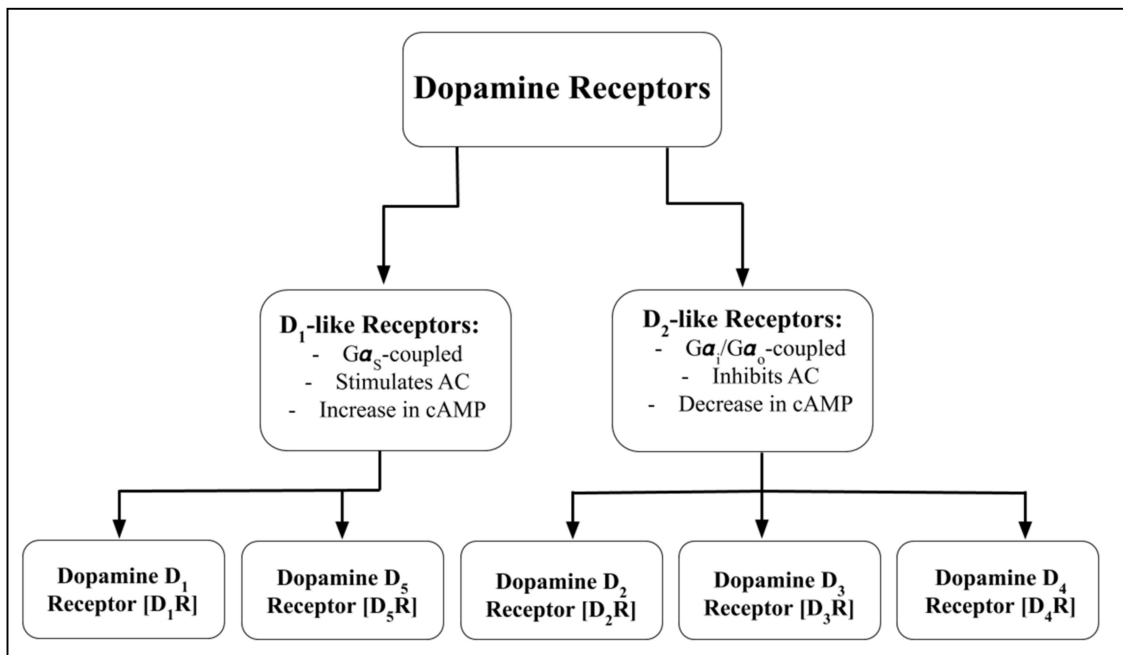 Dopamine Receptors
D₁-like Receptors:
- G𝞪ₛ-coupled
- Stimulates AC
- Increase in cAMP
D₂-like Receptors:
- G𝞪ᵢ/G𝞪ₒ-coupled
- Inhibits AC
- Decrease in cAMP
Dopamine D₁
Receptor [D₁R]
Dopamine D₅
Receptor [D₅R]
Dopamine D₂
Receptor [D₂R]
Dopamine D₃
Receptor [D₃R]
Dopamine D₄
Receptor [D₄R]